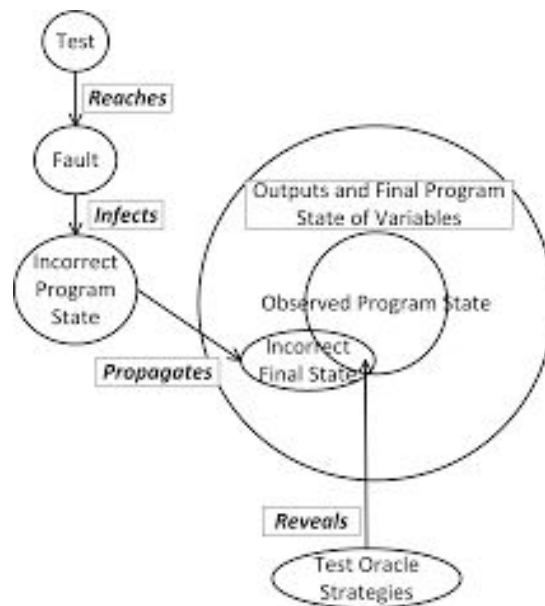 Test
Reaches
Fault
Infects
Outputs and Final Program
State of Variables
Incorrect
Program
State
Observed Program State
Incorrect
Final State
Propagates
Reveals
Test Oracle
Strategies